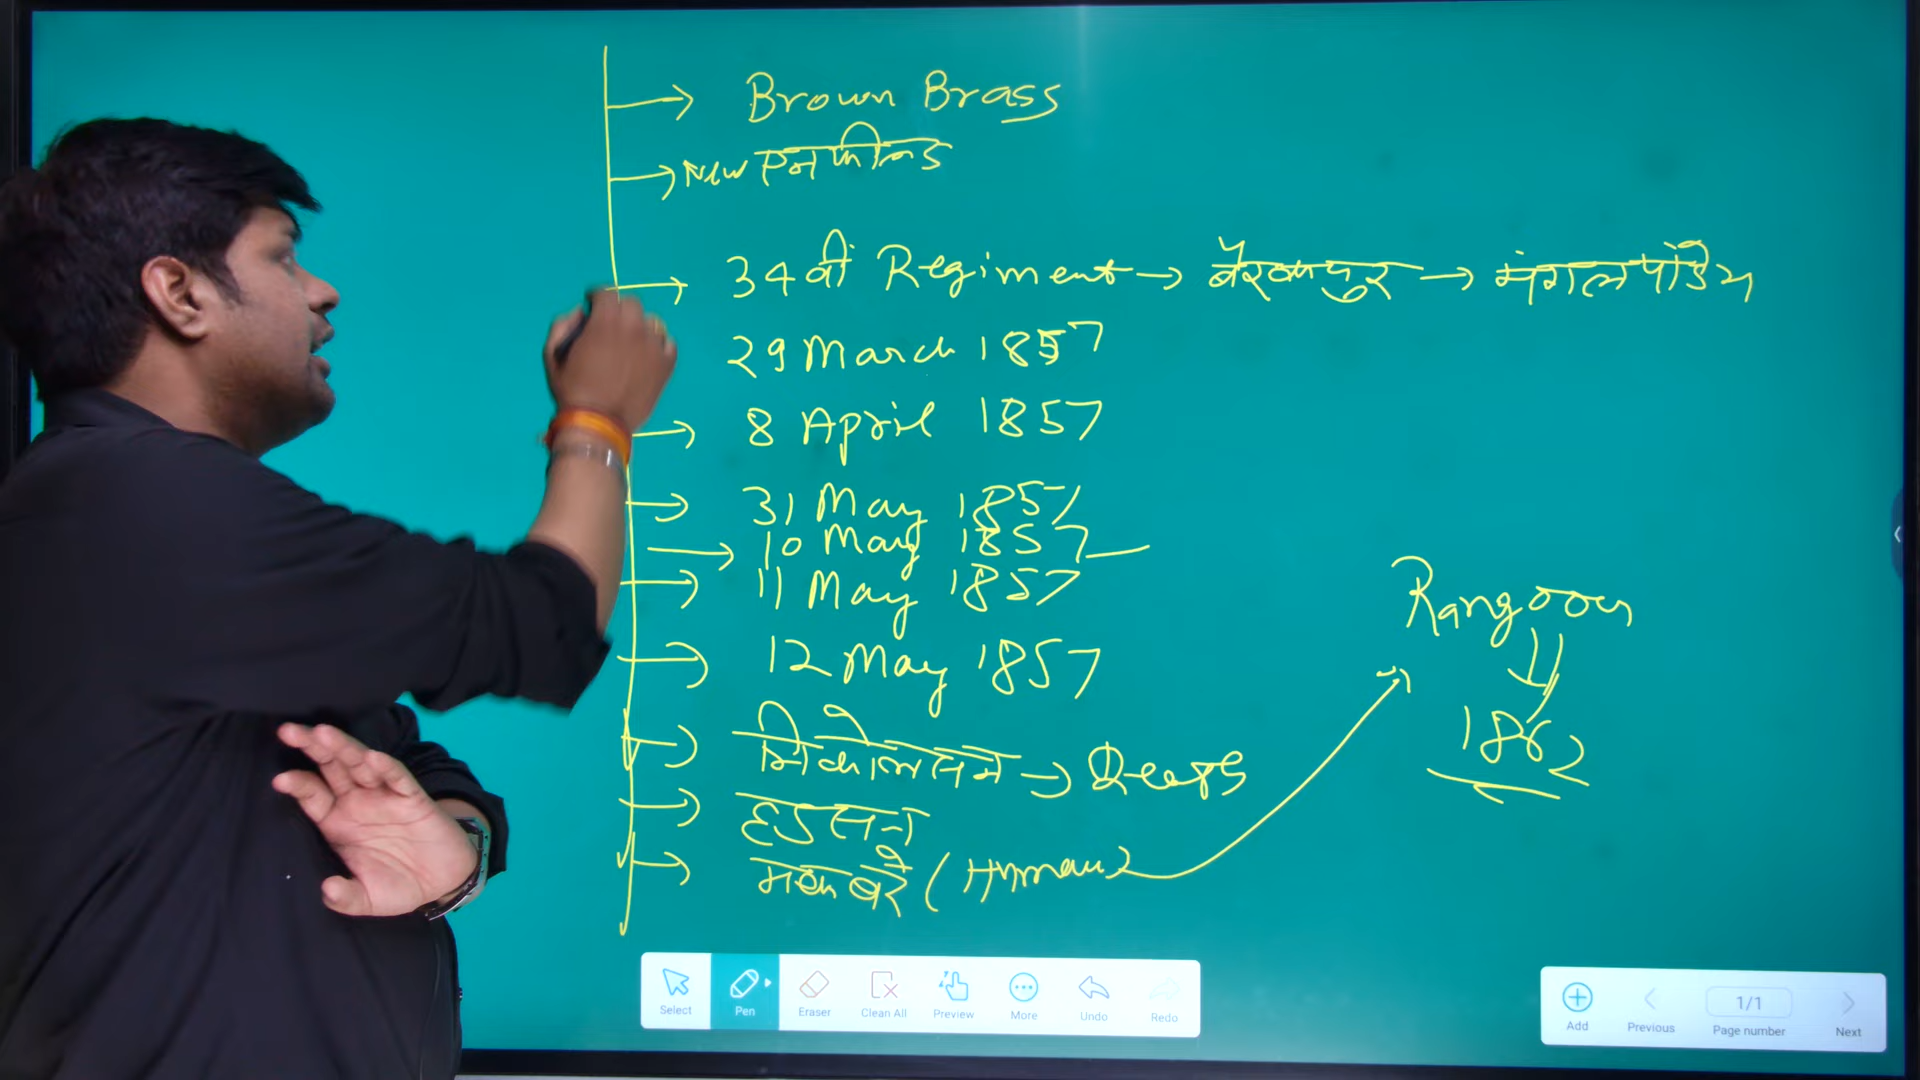 Brown Brass
New एनफील्ड
34वी Regiment → बैरकपुर → मंगल पांडेय
29 March 1857
8 April 1857
31 May 1857
10 May 1857
11 May 1857
12 May 1857
निकोलसन → Death
हडसन
मकबरे (Humau
Rangoon
1862
Select
Pen
Eraser
Clean All
Preview
More
Undo
Redo
Add
Previous
1/1
Page number
Next